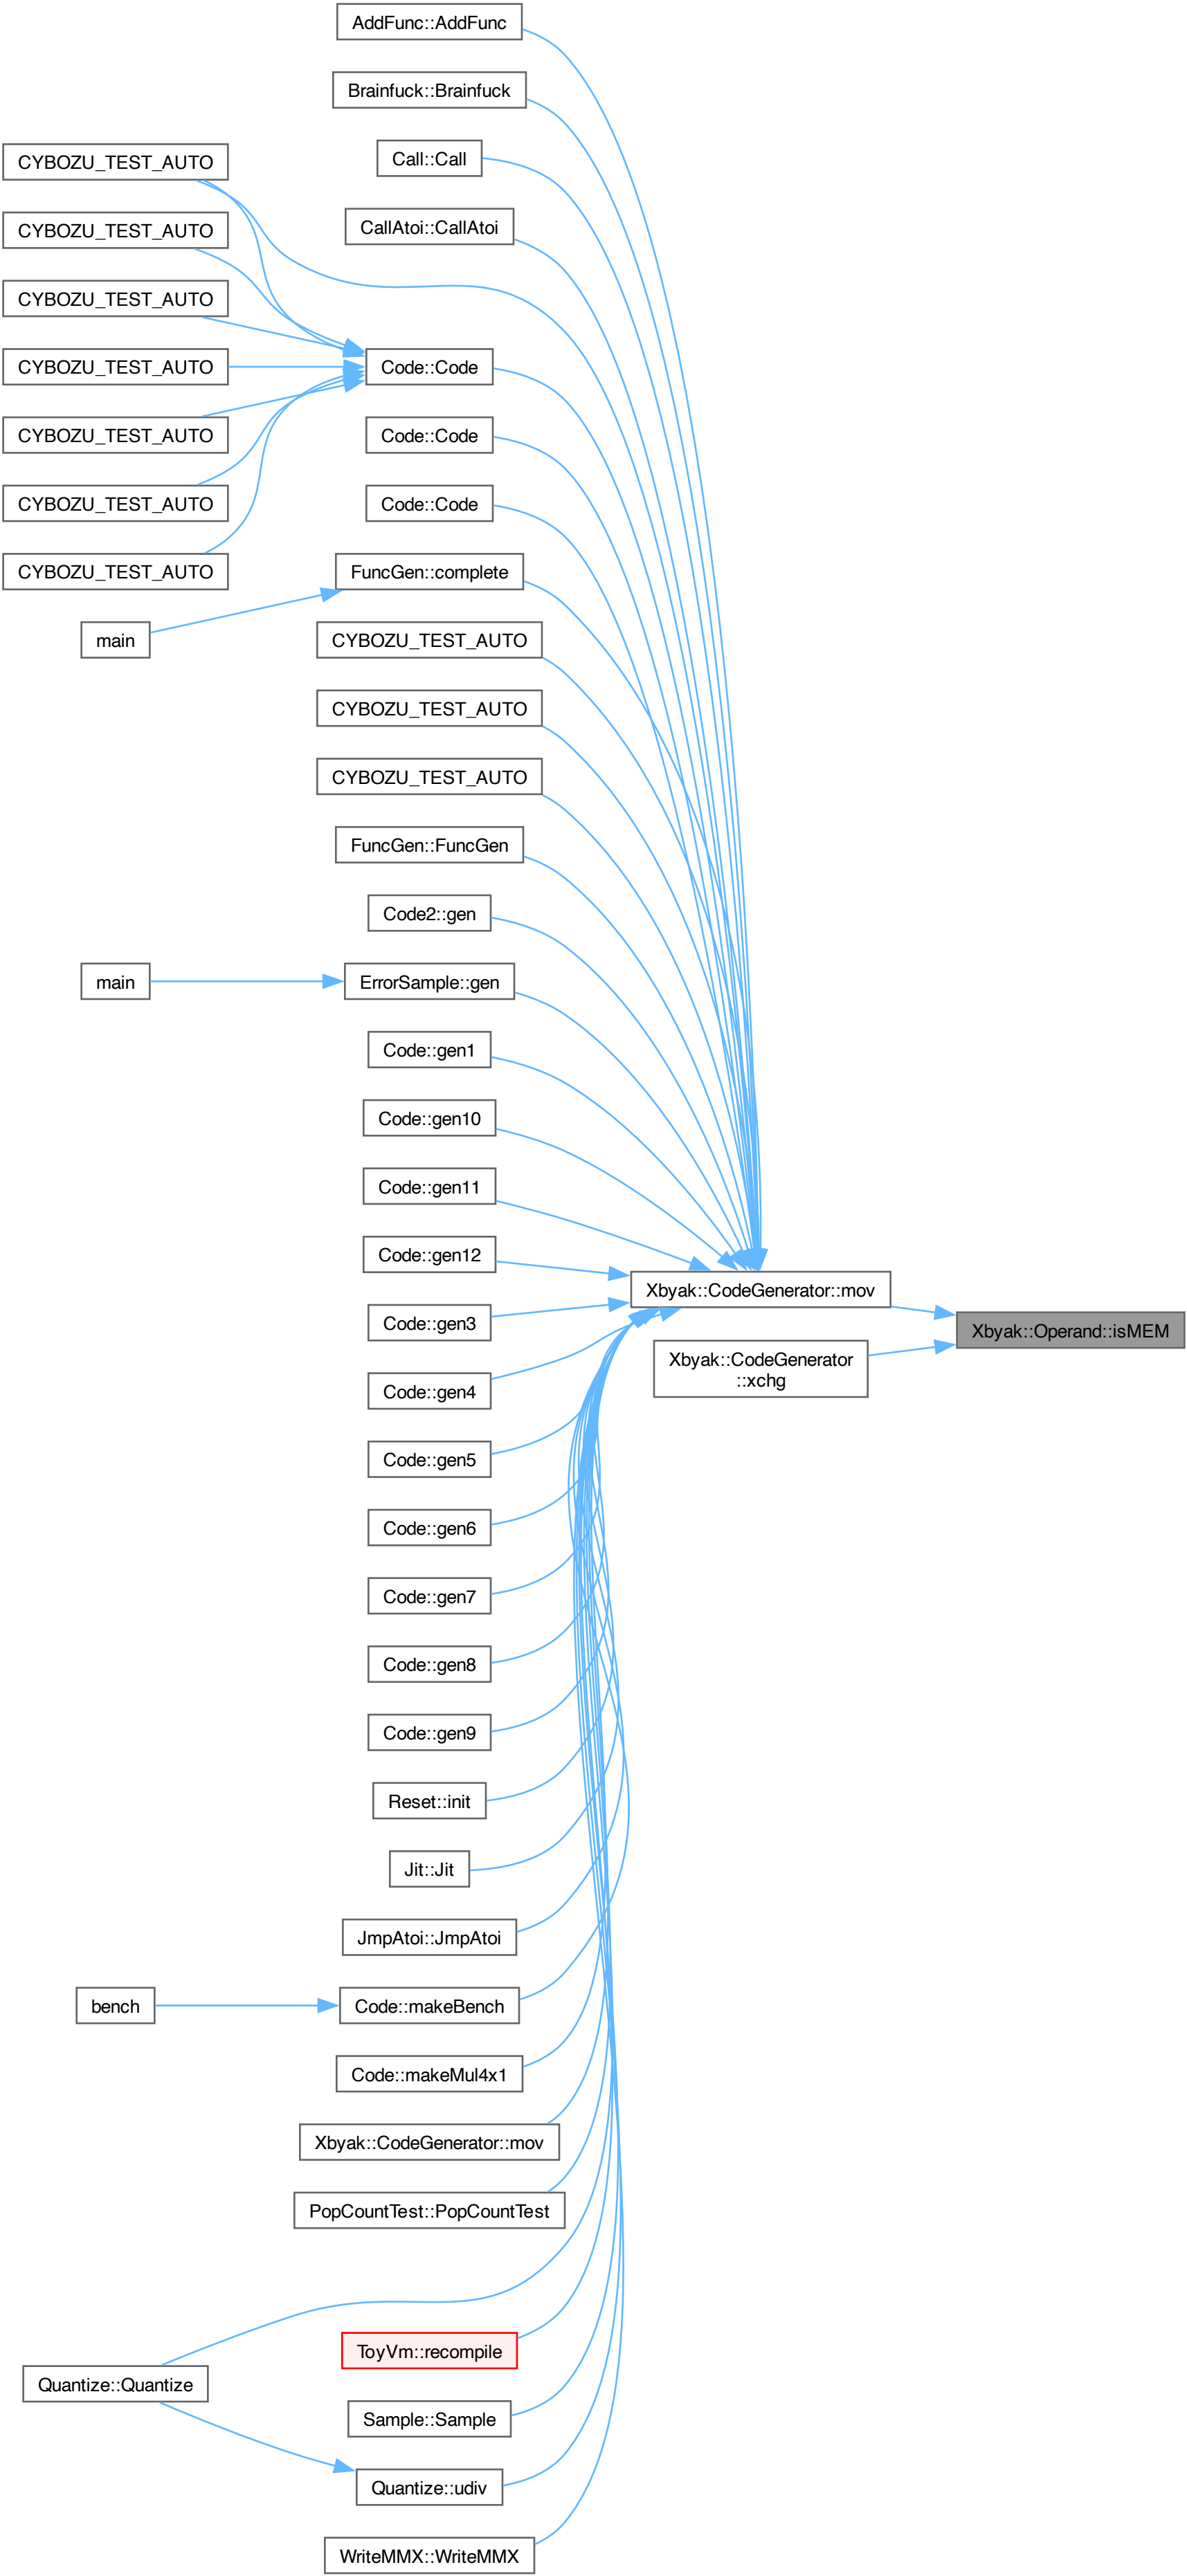 AddFunc::AddFunc
Brainfuck::Brainfuck
Call::Call
CYBOZU_TEST_AUTO
CYBOZU_TEST_AUTO
CallAtoi::CallAtoi
CYBOZU_TEST_AUTO
CYBOZU_TEST_AUTO
Code::Code
CYBOZU_TEST_AUTO
Code::Code
CYBOZU_TEST_AUTO
Code::Code
CYBOZU_TEST_AUTO
FuncGen::complete
main
CYBOZU_TEST_AUTO
CYBOZU_TEST_AUTO
CYBOZU_TEST_AUTO
FuncGen::FuncGen
Code2::gen
main
ErrorSample::gen
Code::gen1
Code::gen10
Code::gen11
Code::gen12
Xbyak::CodeGenerator::mov
Code::gen3
Xbyak::Operand::isMEM
Xbyak::CodeGenerator
::xchg
Code::gen4
Code::gen5
Code::gen6
Code::gen7
Code::gen8
Code::gen9
Reset::init
Jit::Jit
JmpAtoi::JmpAtoi
bench
Code::makeBench
Code::makeMul4x1
Xbyak::CodeGenerator::mov
PopCountTest::PopCountTest
ToyVm::recompile
Quantize::Quantize
Sample::Sample
Quantize::udiv
WriteMMX::WriteMMX